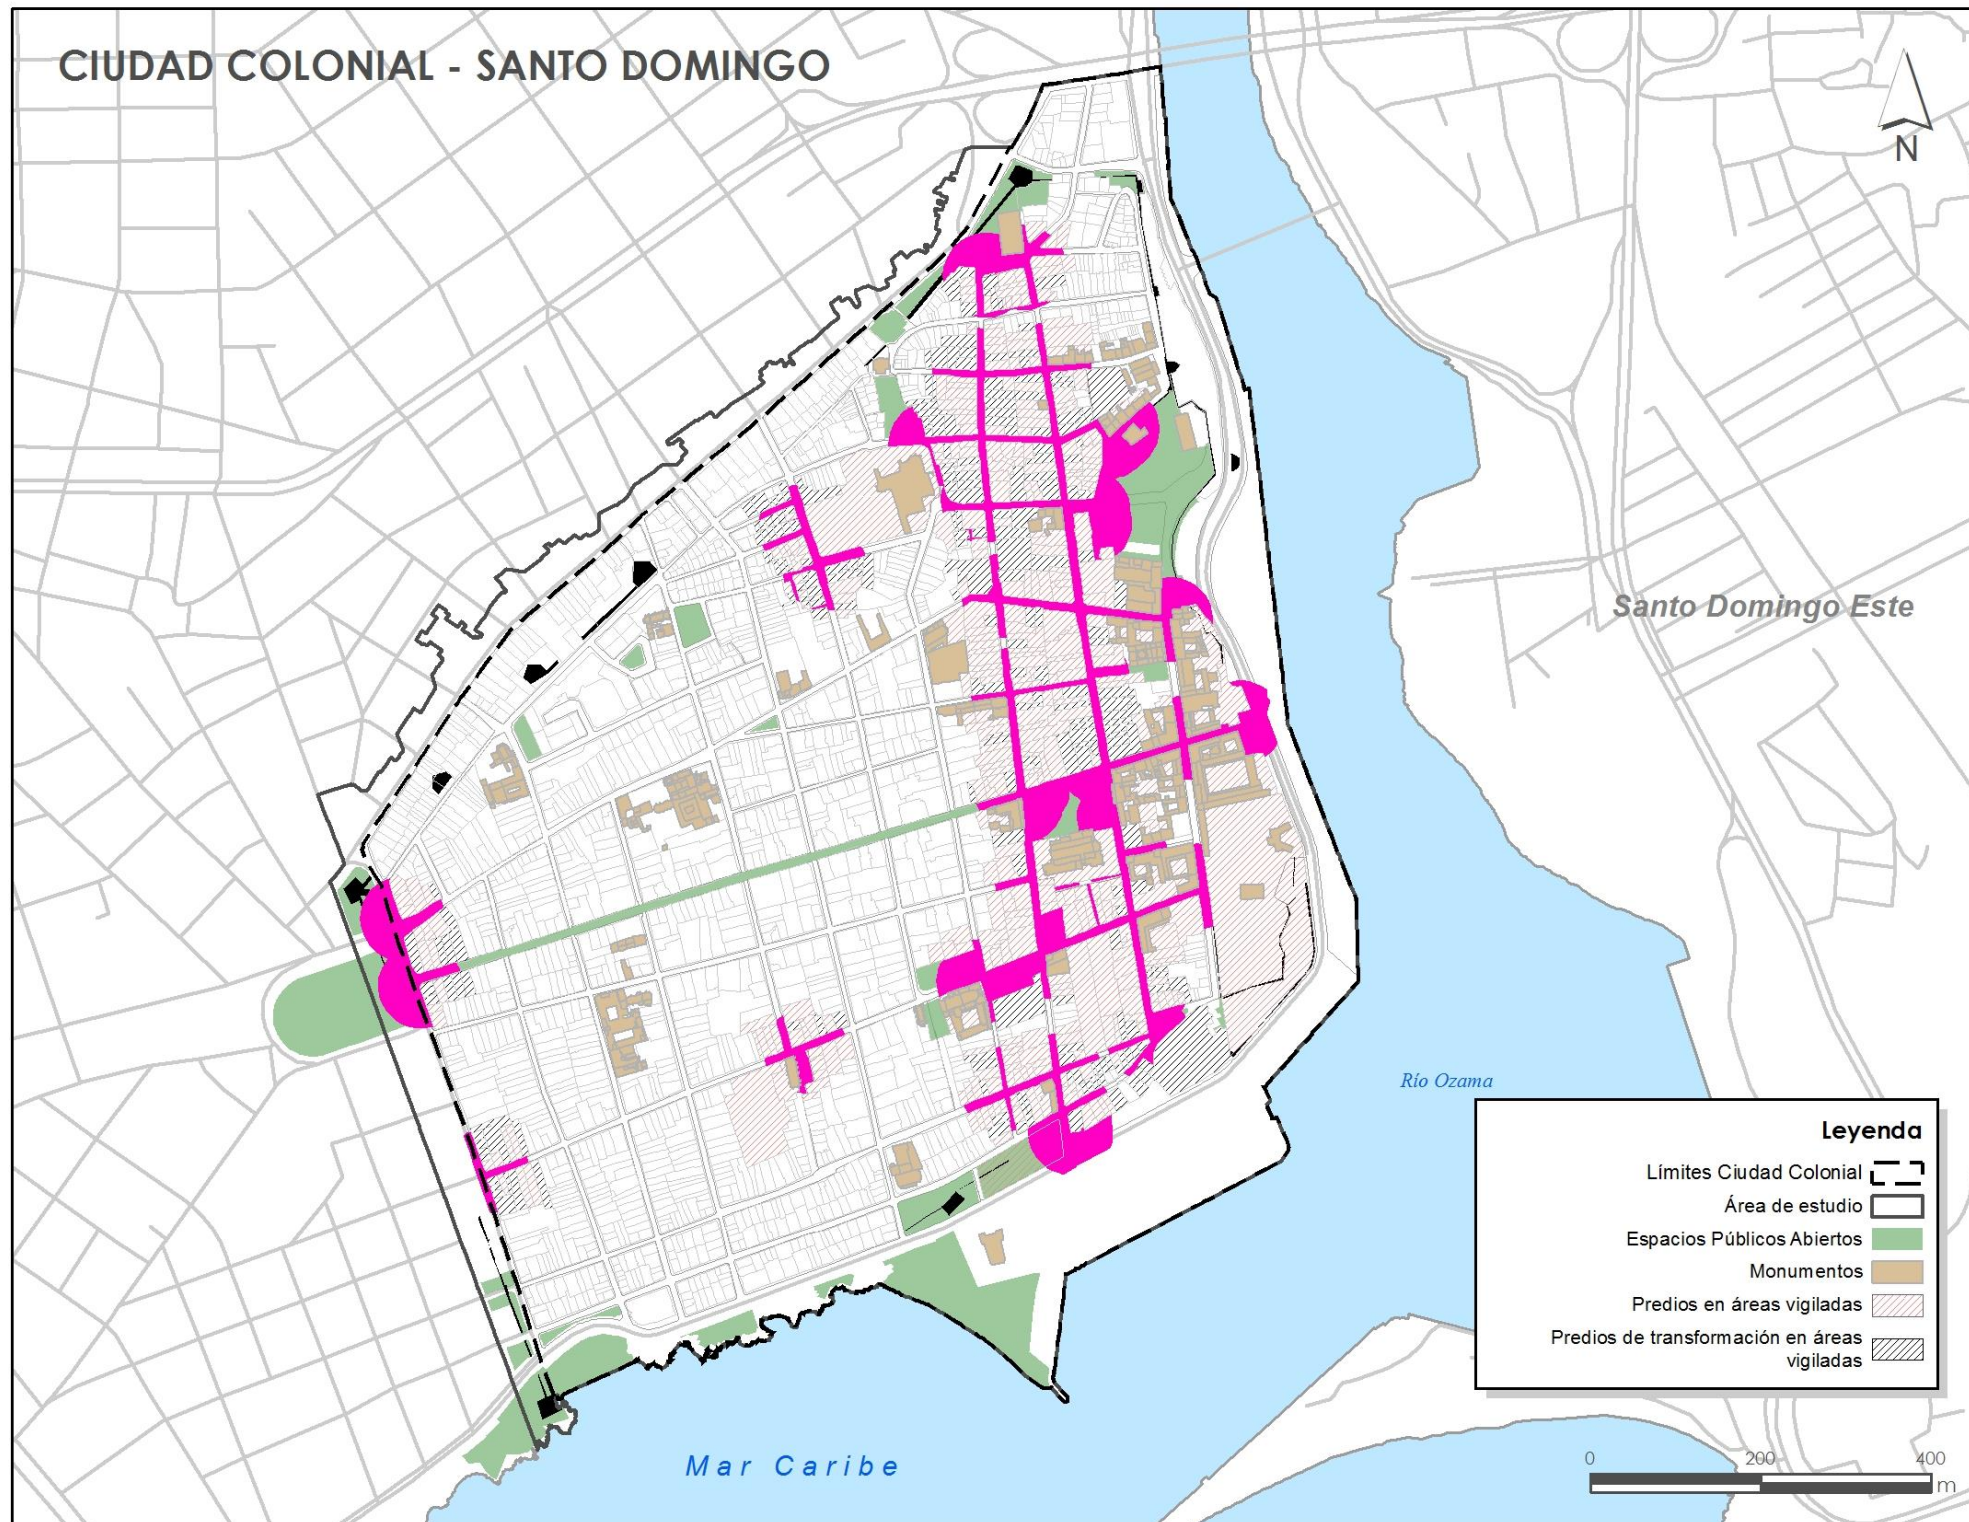 CIUDAD COLONIAL - SANTO DOMINGO
N
Santo Domingo Este
Río Ozama
Leyenda
Límites Ciudad Colonial
Área de estudio
Espacios Públicos Abiertos
Monumentos
Predios en áreas vigiladas
Predios de transformación en áreas
vigiladas
Mar Caribe
0 200 400
m